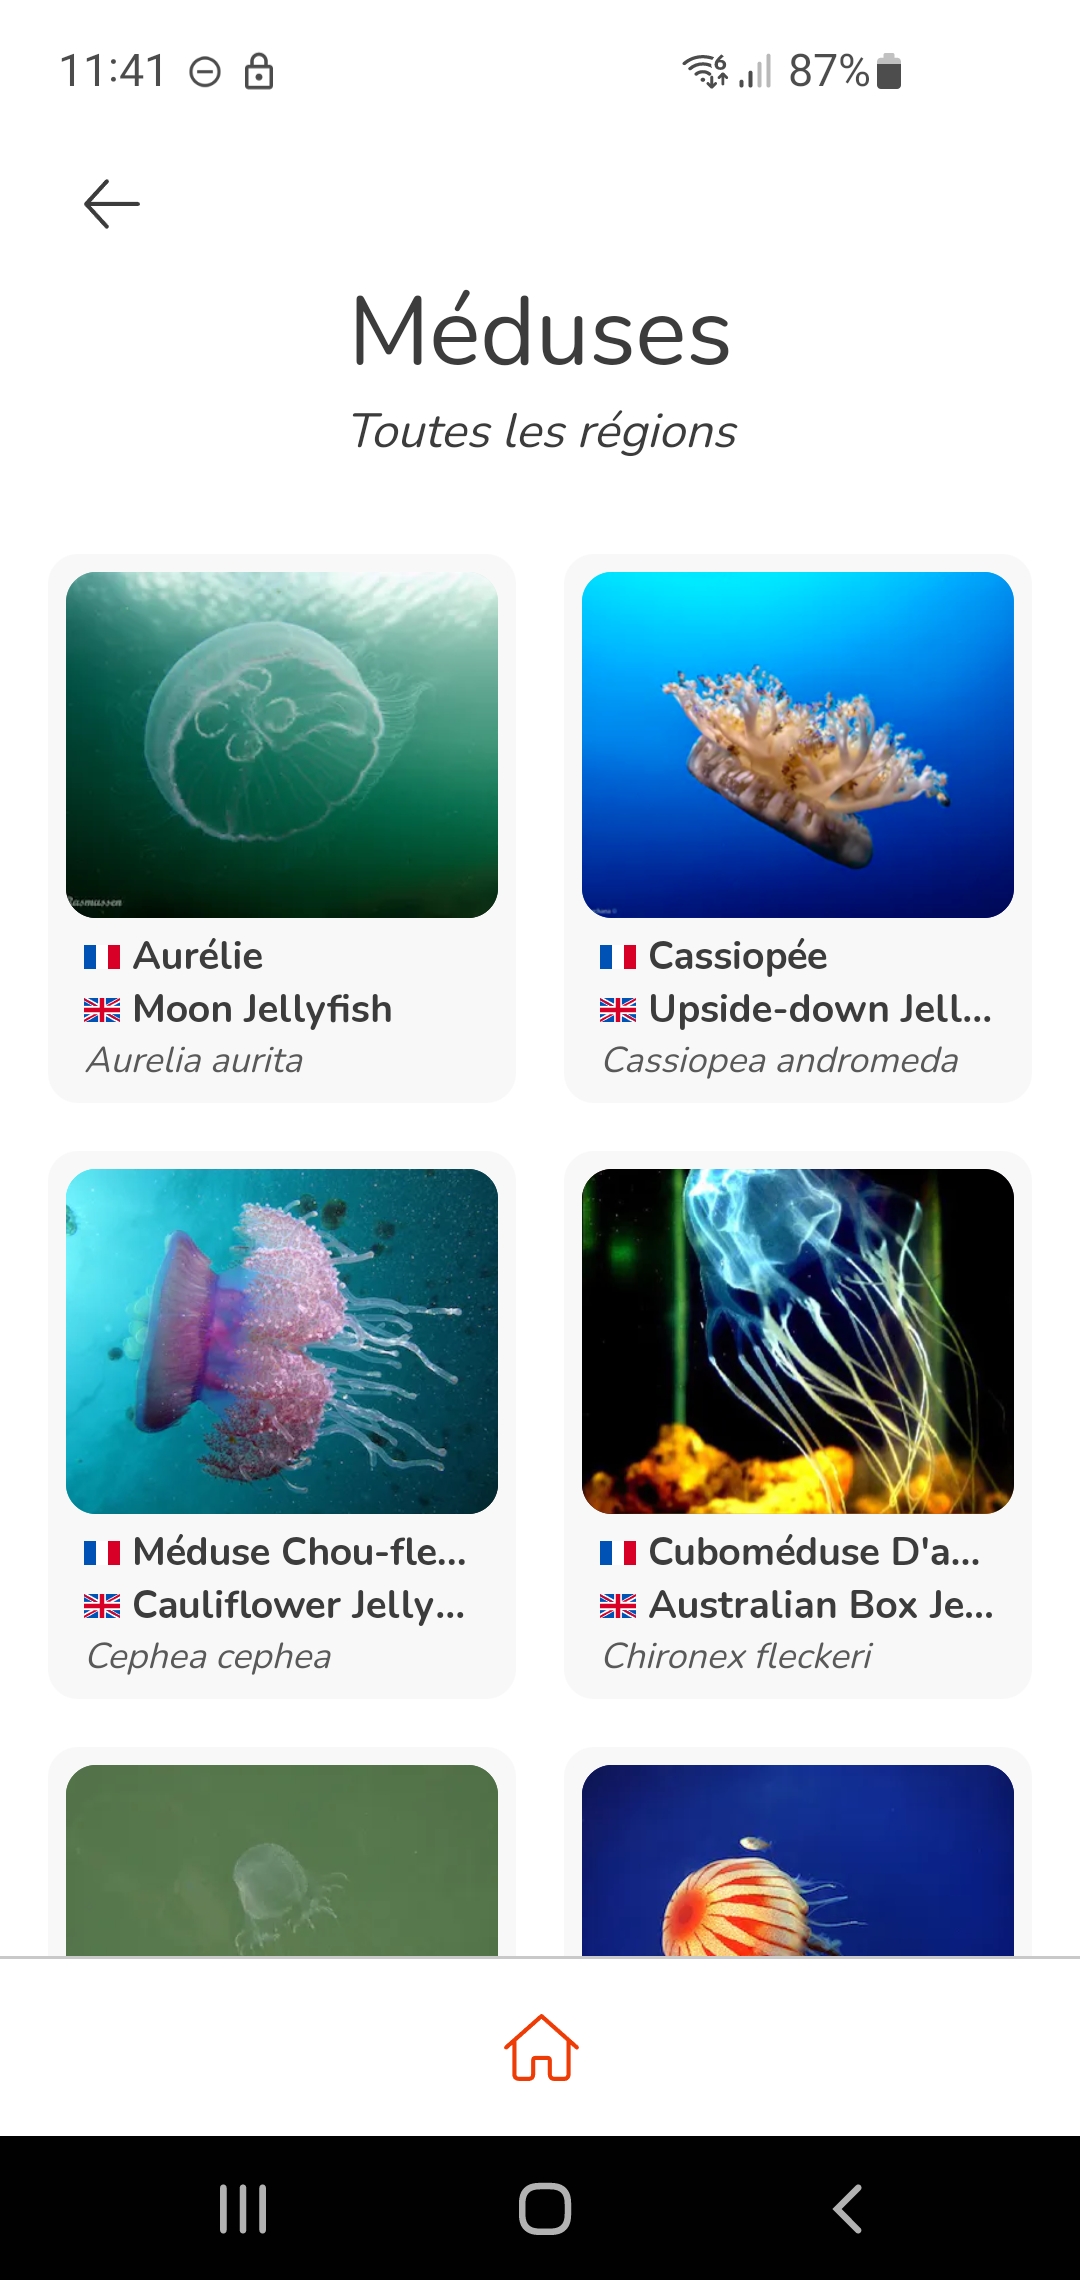 11:41
87%
Méduses
Toutes les régions
Rasmussen
Aurélie
Moon Jellyfish
Aurelia aurita
Cassiopée
Upside-down Jell...
Cassiopea andromeda
Méduse Chou-fle...
Cauliflower Jelly...
Cephea cephea
Cuboméduse D'a...
Australian Box Je...
Chironex fleckeri